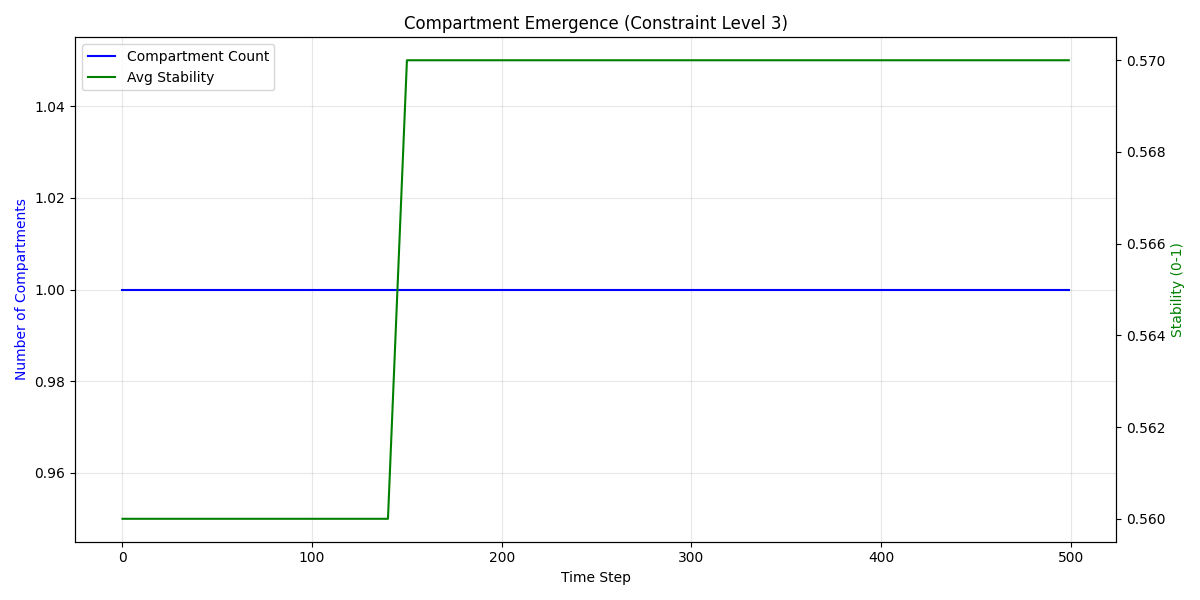 Compartment Emergence (Constraint Level 3)
Compartment Count
Avg Stability
Number of Compartments
1.04
1.02
1.00
0.98
0.96
0.570
0.568
0.566
0.564
0.562
0.560
Stability (0-1)
0 100 200 300 400 500
Time Step